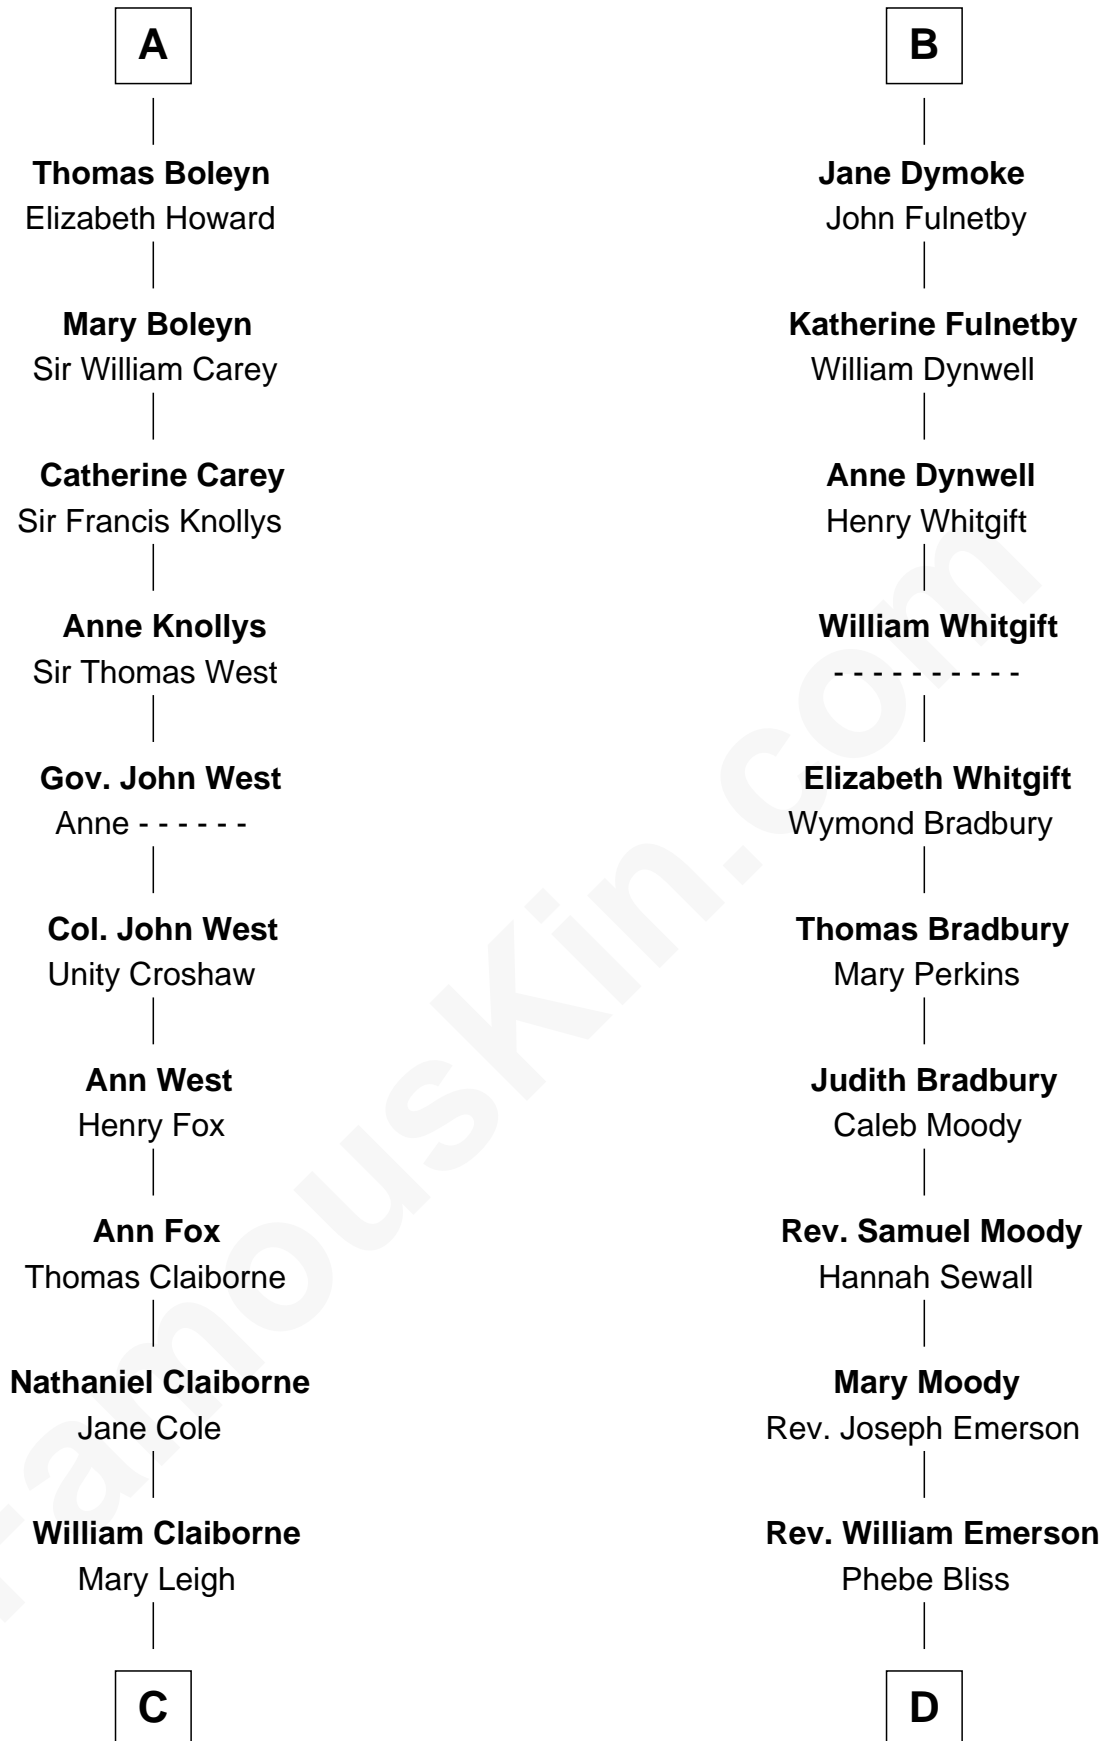 A
Thomas Boleyn
Elizabeth Howard
Mary Boleyn
Sir William Carey
Catherine Carey
Sir Francis Knollys
Anne Knollys
Sir Thomas West
Gov. John West
Anne - - - - - -
Col. John West
Unity Croshaw
Ann West
Henry Fox
Ann Fox
Thomas Claiborne
Nathaniel Claiborne
Jane Cole
William Claiborne
Mary Leigh
C
B
Jane Dymoke
John Fulnetby
Katherine Fulnetby
William Dynwell
Anne Dynwell
Henry Whitgift
William Whitgift
- - - - - - - - - -
Elizabeth Whitgift
Wymond Bradbury
Thomas Bradbury
Mary Perkins
Judith Bradbury
Caleb Moody
Rev. Samuel Moody
Hannah Sewall
Mary Moody
Rev. Joseph Emerson
Rev. William Emerson
Phebe Bliss
D
FamousKin.com